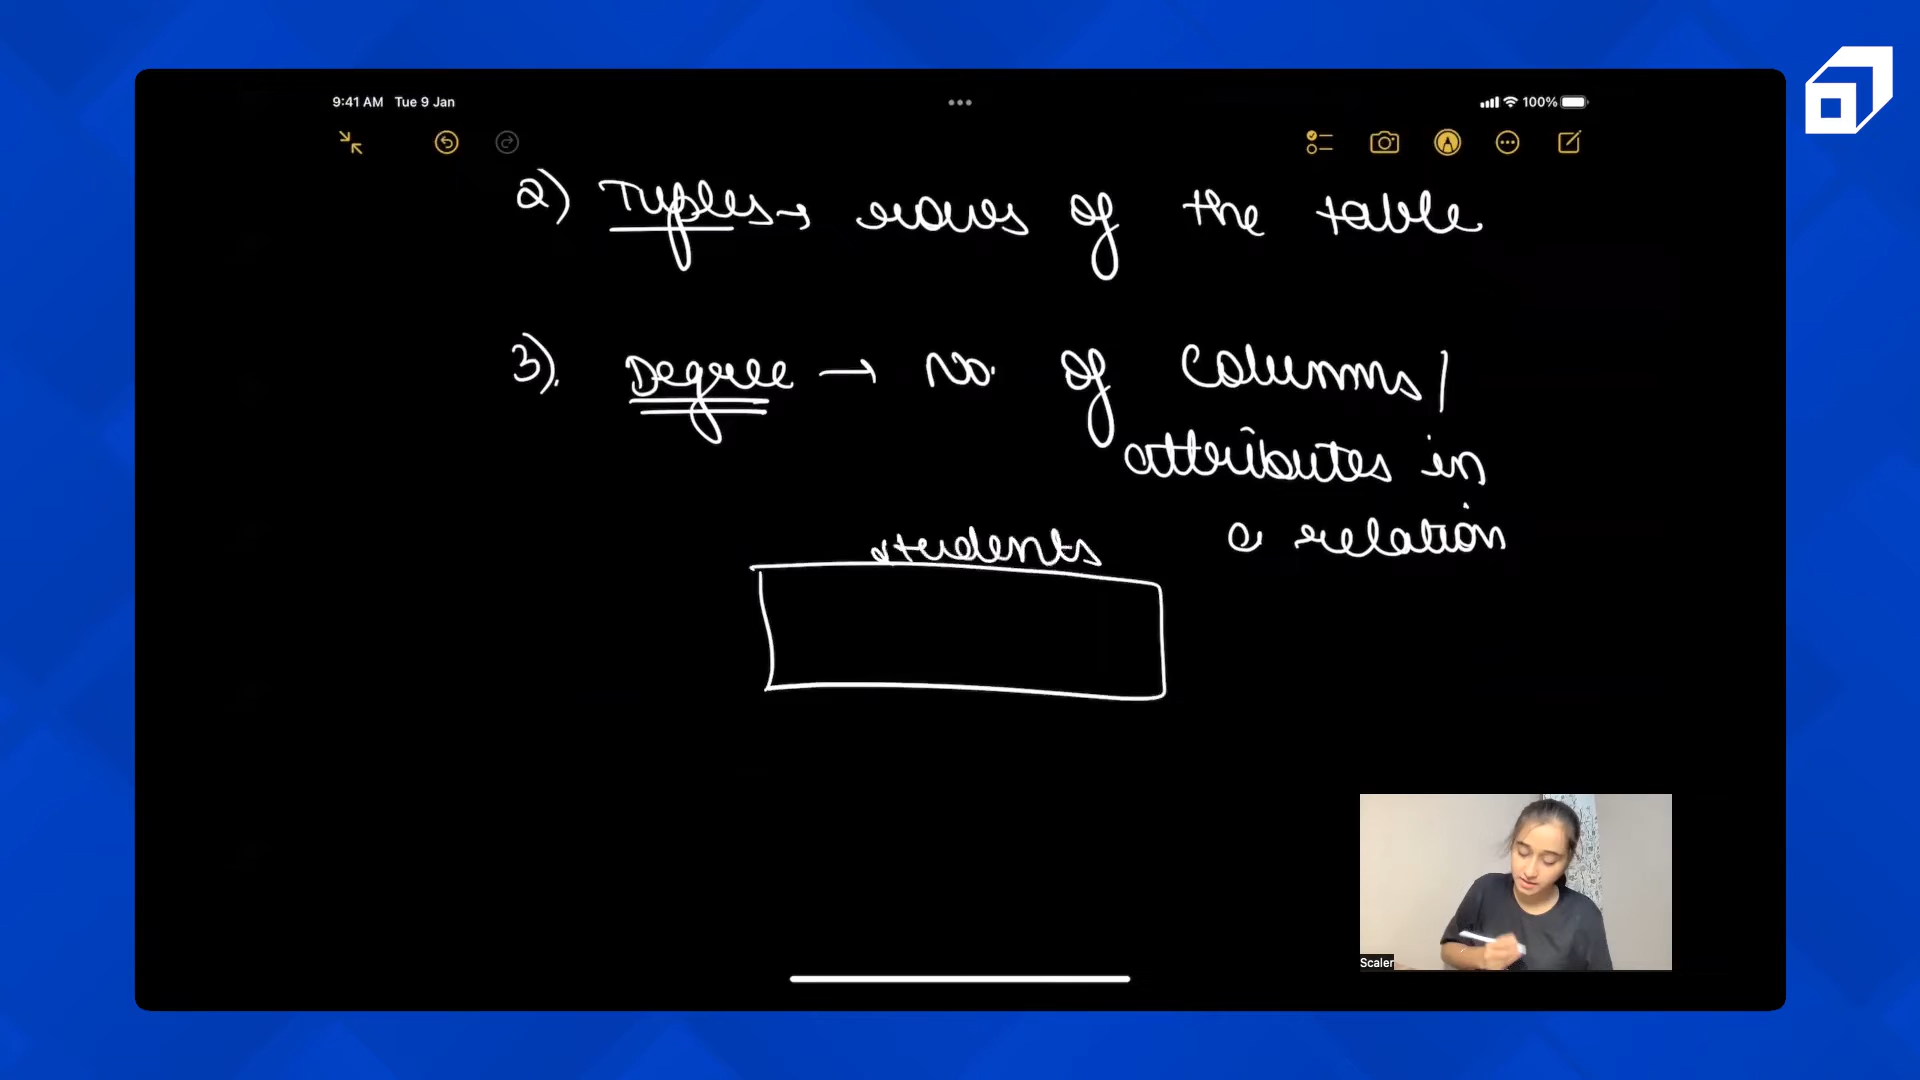 9:41 AM Tue 9 Jan
100%
2) Typles → rows of the table
3). Degree → No. of columns/
attributes in
a relation
students
Scaler